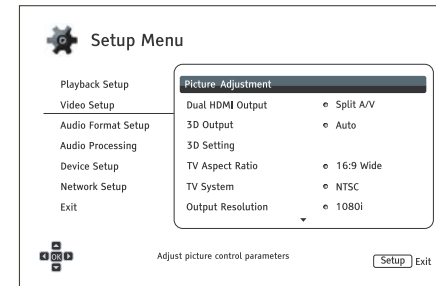 Setup Menu
Playback Setup
Video Setup
Audio Format Setup
Audio Processing
Device Setup
Network Setup
Exit
Picture Adjustment
Dual HDMI Output Split A/V
3D Output Auto
3D Setting
TV Aspect Ratio 16:9 Wide
TV System NTSC
Output Resolution 1080i
OK
Adjust picture control parameters
Setup Exit